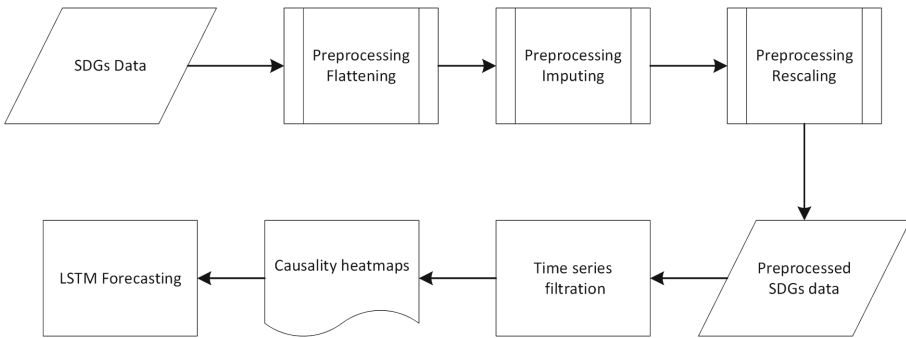 SDGs Data
Preprocessing
Flattening
Preprocessing
Imputing
Preprocessing
Rescaling
LSTM Forecasting
Causality heatmaps
Time series
filtration
Preprocessed
SDGs data